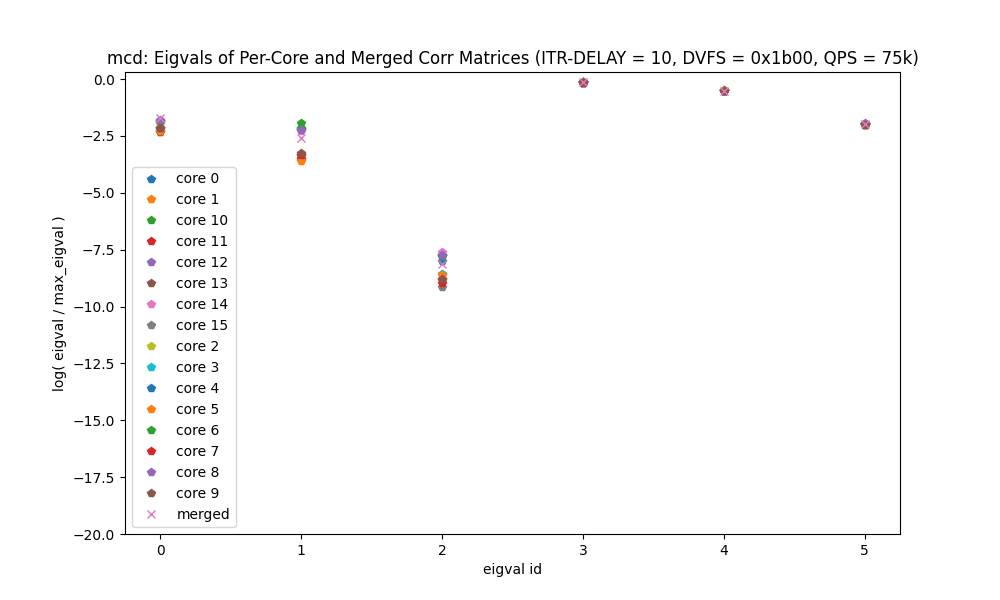 mcd: Eigvals of Per-Core and Merged Corr Matrices (ITR-DELAY = 10, DVFS = 0x1b00, QPS = 75k)
log( eigval / max_eigval )
0.0
−2.5
−5.0
−7.5
−10.0
−12.5
−15.0
−17.5
−20.0
core 0
core 1
core 10
core 11
core 12
core 13
core 14
core 15
core 2
core 3
core 4
core 5
core 6
core 7
core 8
core 9
merged
0 1 2 3 4 5
eigval id